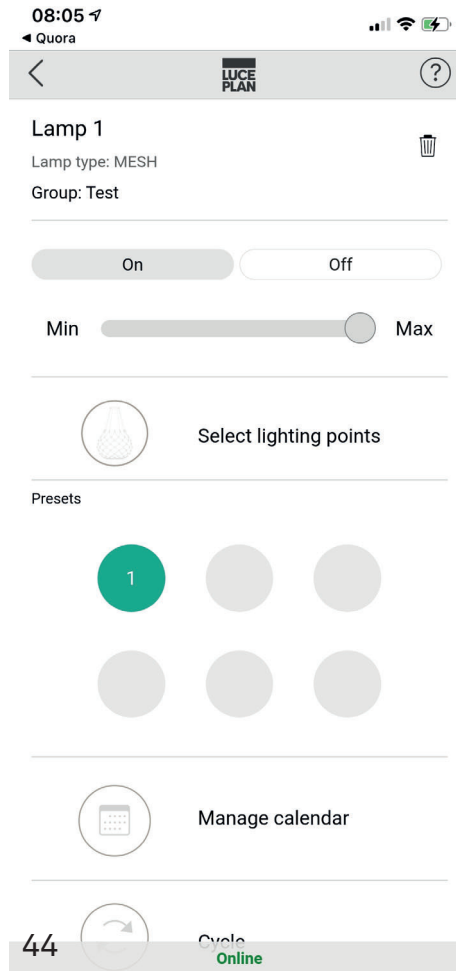 08:05
◀ Quora
LUCE
PLAN
?
Lamp 1
Lamp type: MESH
Group: Test
On
Off
Min
Max
Select lighting points
Presets
1
Manage calendar
Cycle
44
Online